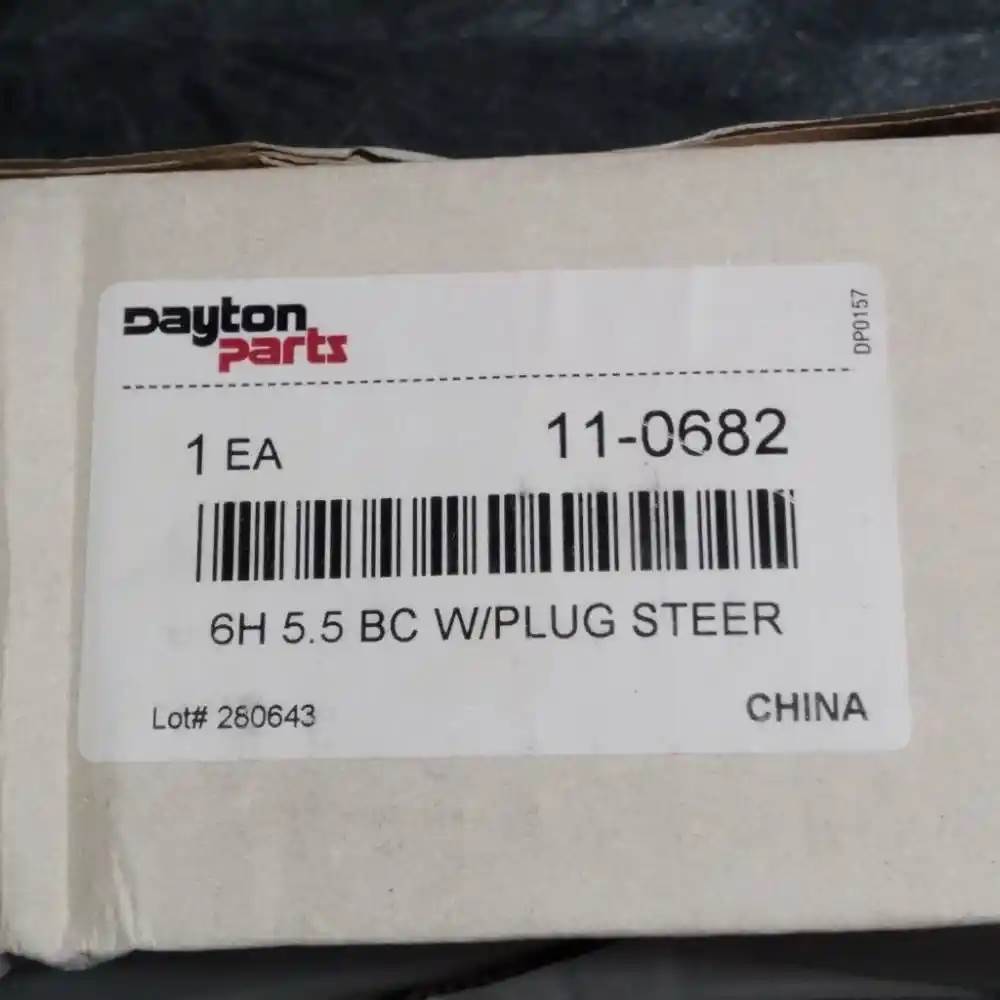 Dayton
parts
DP0157
1 EA
11-0682
6H 5.5 BC W/PLUG STEER
Lot# 280643
CHINA